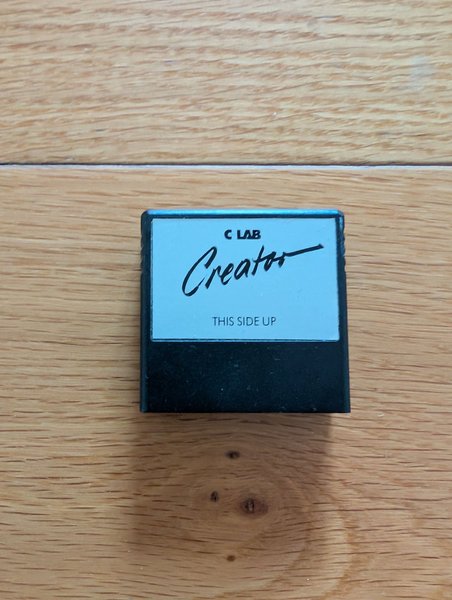 C LAB
Creator
THIS SIDE UP